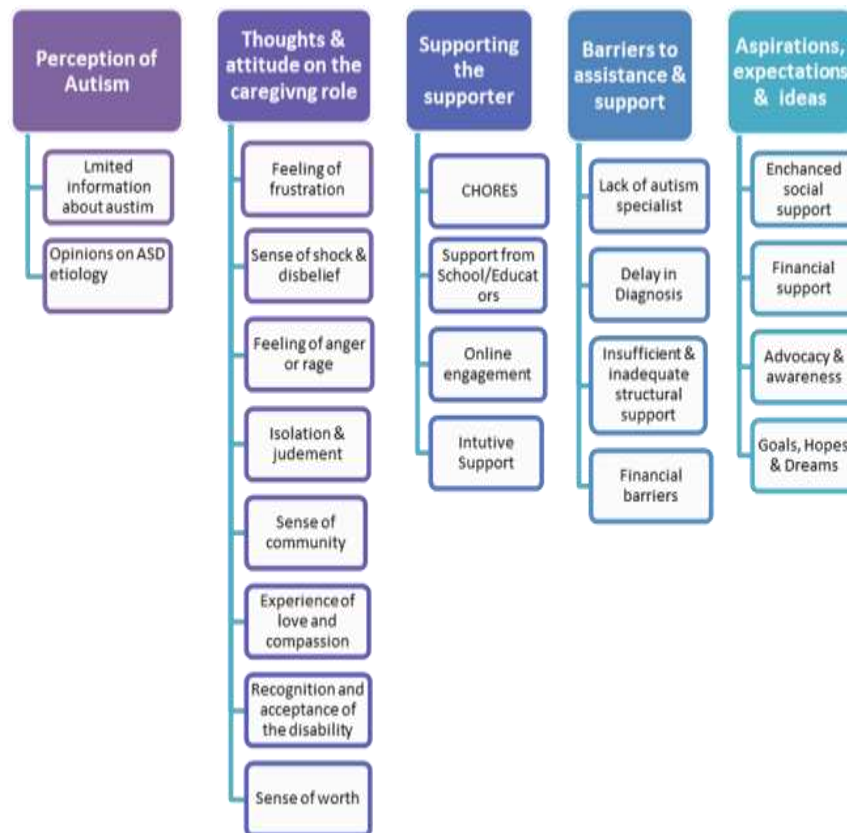 Perception of
Autism
Lmited
information
about austim
Opinions on ASD
etiology
Thoughts &
attitude on the
caregivng role
Feeling of
frustration
Sense of shock &
disbelief
Feeling of anger
or rage
Isolation &
judement
Sense of
community
Experience of
love and
compassion
Recognition and
acceptance of
the disability
Sense of worth
Supporting
the
supporter
CHORES
Support from
School/Educat
ors
Online
engagement
Intutive
Support
Barriers to
assistance &
support
Lack of autism
specialist
Delay in
Diagnosis
Insufficient &
inadequate
structural
support
Financial
barriers
Aspirations,
expectations
& ideas
Enchanced
social
support
Financial
support
Advocacy &
awareness
Goals, Hopes
& Dreams